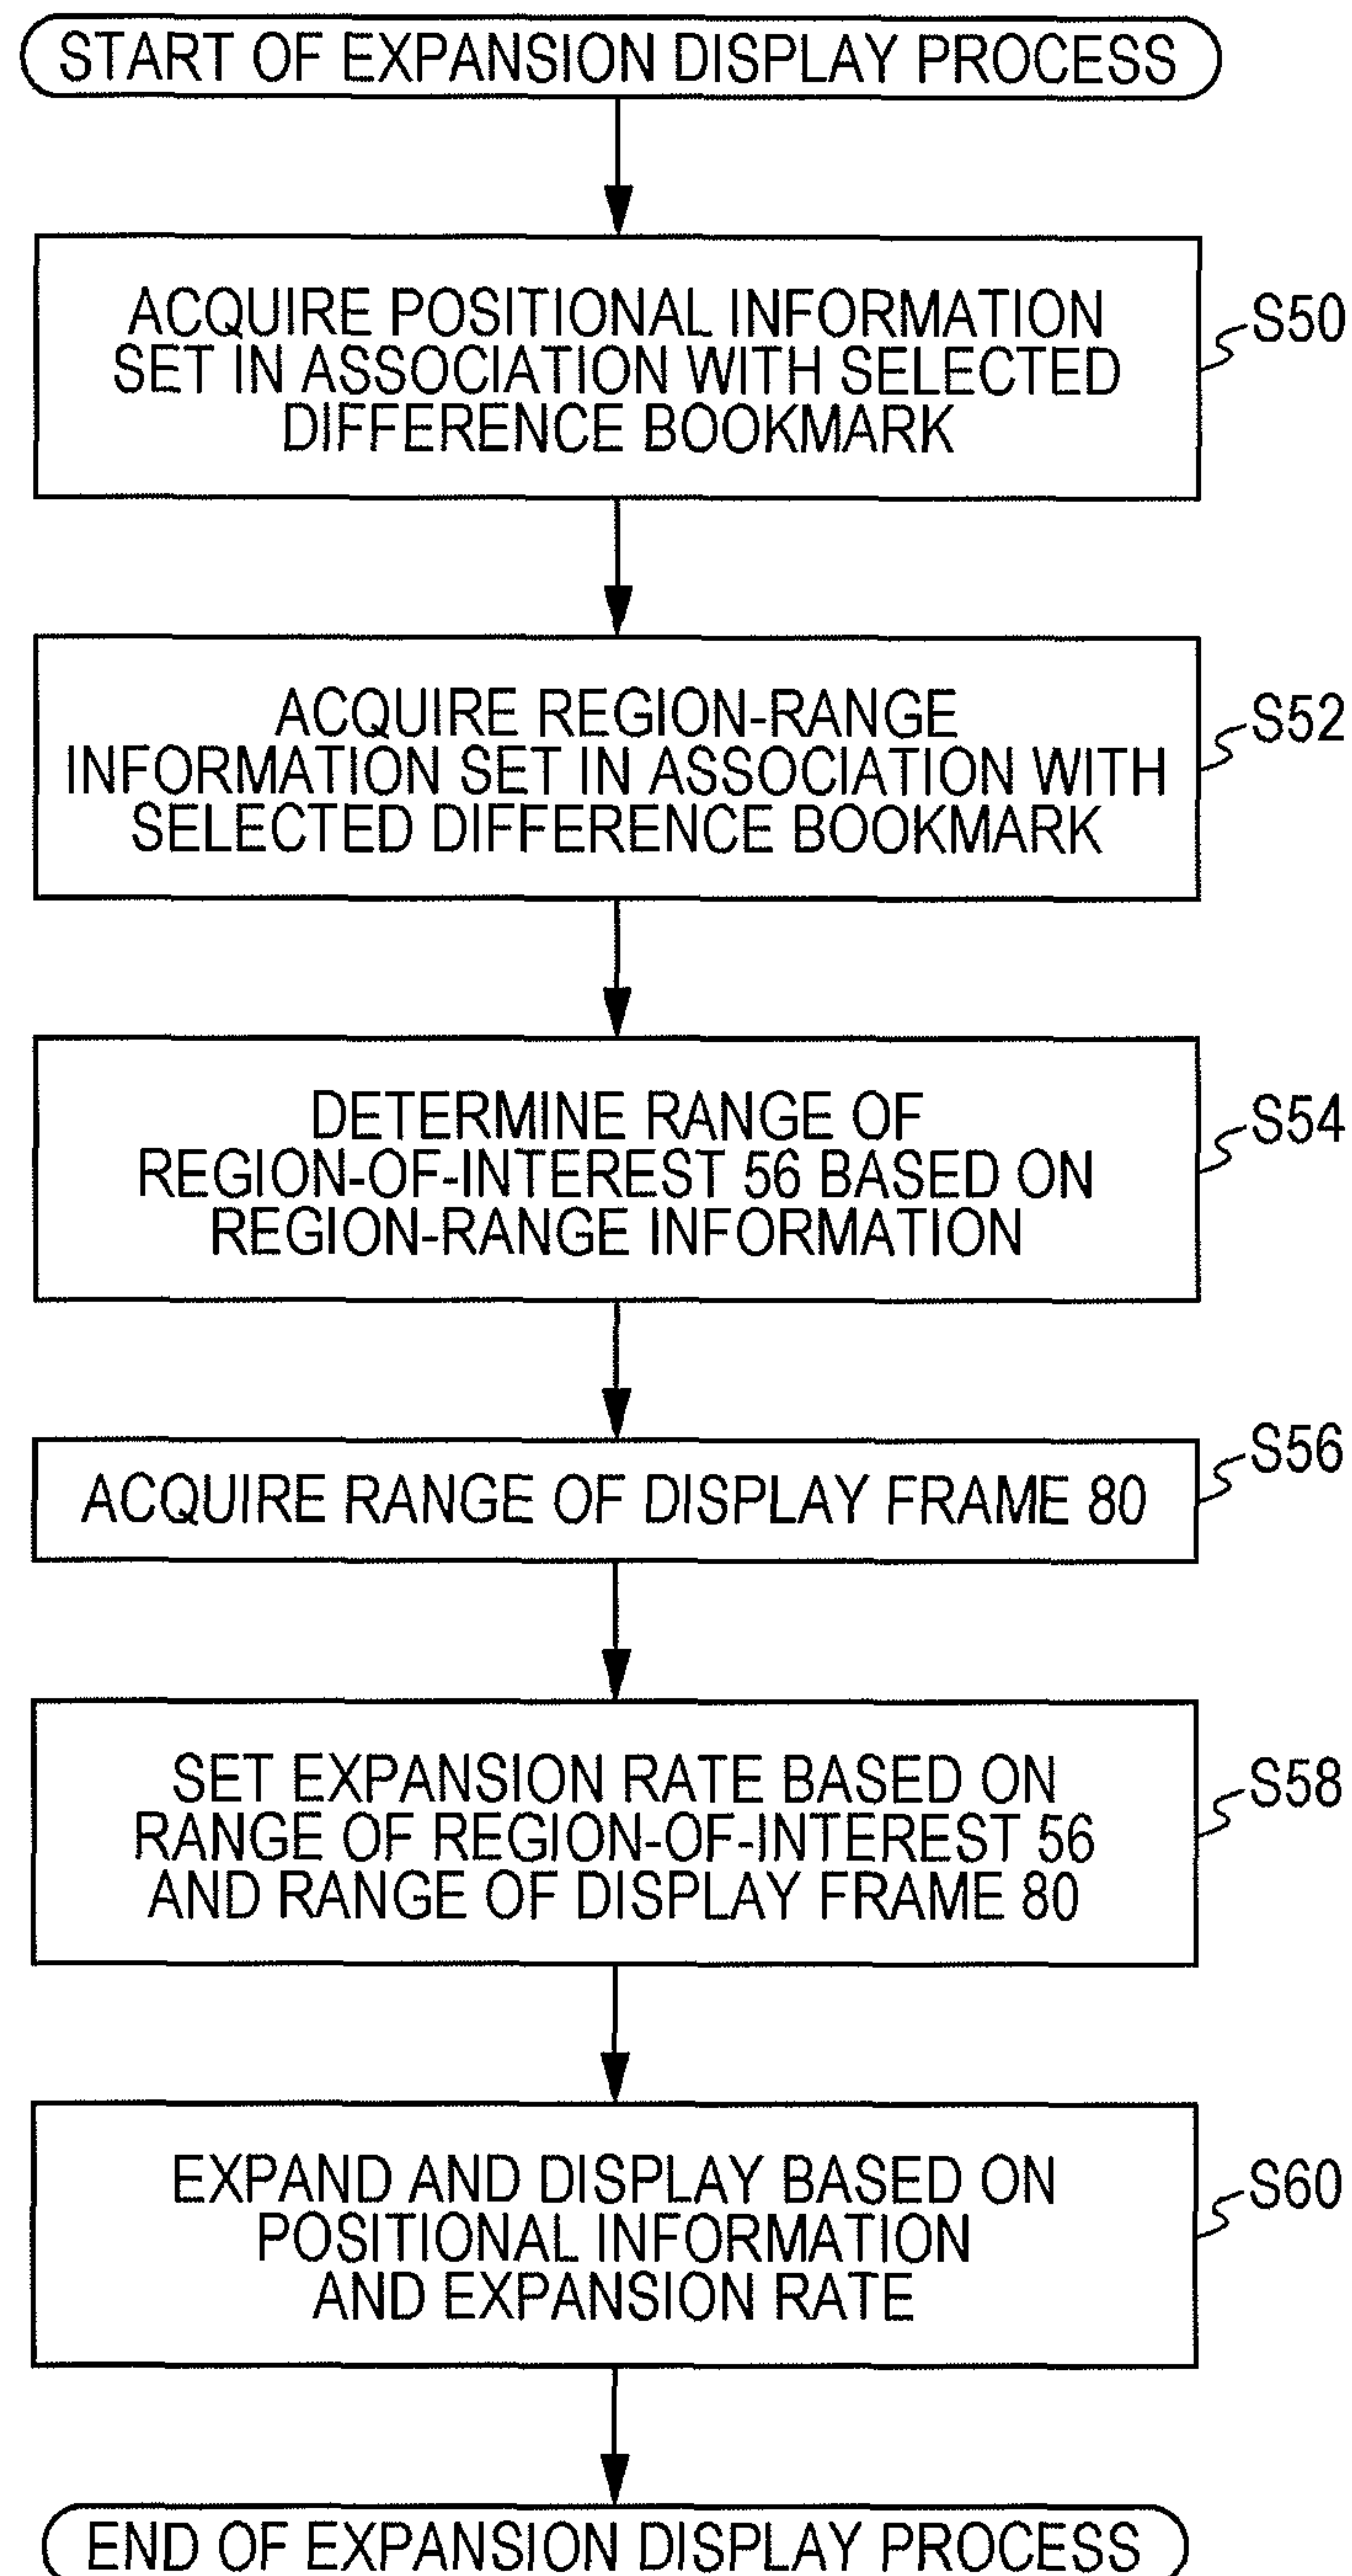 START OF EXPANSION DISPLAY PROCESS
ACQUIRE POSITIONAL INFORMATION
SET IN ASSOCIATION WITH SELECTED
DIFFERENCE BOOKMARK
S50
ACQUIRE REGION-RANGE
INFORMATION SET IN ASSOCIATION WITH
SELECTED DIFFERENCE BOOKMARK
S52
DETERMINE RANGE OF
REGION-OF-INTEREST 56 BASED ON
REGION-RANGE INFORMATION
S54
ACQUIRE RANGE OF DISPLAY FRAME 80
S56
SET EXPANSION RATE BASED ON
RANGE OF REGION-OF-INTEREST 56
AND RANGE OF DISPLAY FRAME 80
S58
EXPAND AND DISPLAY BASED ON
POSITIONAL INFORMATION
AND EXPANSION RATE
S60
END OF EXPANSION DISPLAY PROCESS